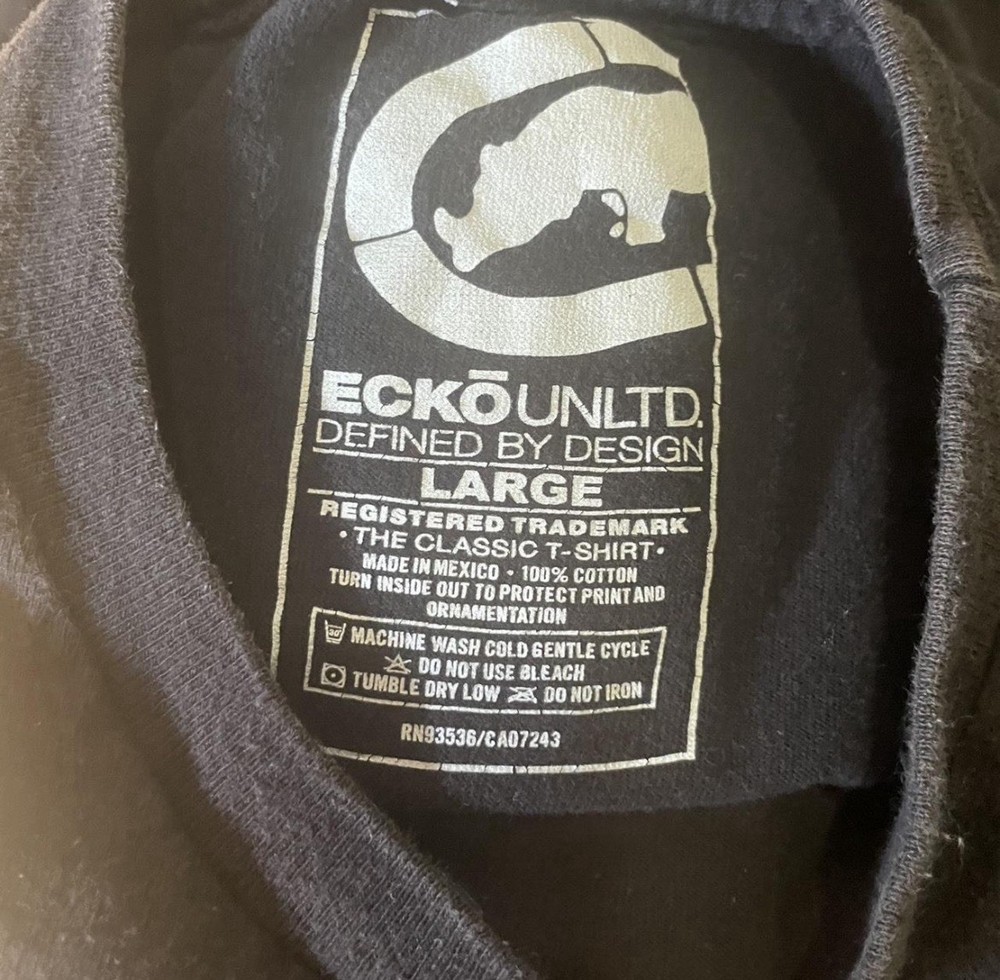 ECKŌ UNLTD.
DEFINED BY DESIGN
LARGE
REGISTERED TRADEMARK
• THE CLASSIC T-SHIRT •
MADE IN MEXICO • 100% COTTON
TURN INSIDE OUT TO PROTECT PRINT AND
ORNAMENTATION
30° MACHINE WASH COLD GENTLE CYCLE
DO NOT USE BLEACH
TUMBLE DRY LOW DO NOT IRON
RN93536/CA07243